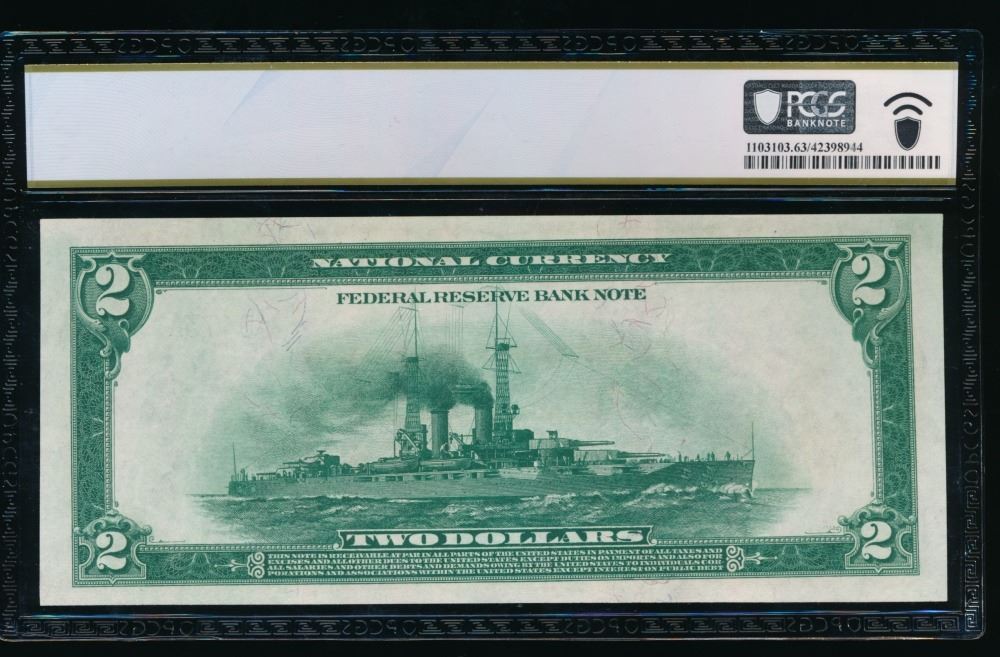 PCGS
BANKNOTE
1103103.63/42398944
NATIONAL CURRENCY
FEDERAL RESERVE BANK NOTE
2
2
2
2
TWO DOLLARS
THIS NOTE IS RECEIVABLE AT PAR IN ALL PARTS OF THE UNITED STATES IN PAYMENT OF ALL TAXES AND
EXCISES AND ALL OTHER DUES TO THE UNITED STATES EXCEPT DUTIES ON IMPORTS AND ALSO FOR
ALL SALARIES AND OTHER DEBTS AND DEMANDS OWING BY THE UNITED STATES TO INDIVIDUALS COR-
PORATIONS AND ASSOCIATIONS WITHIN THE UNITED STATES EXCEPT INTEREST ON PUBLIC DEBT